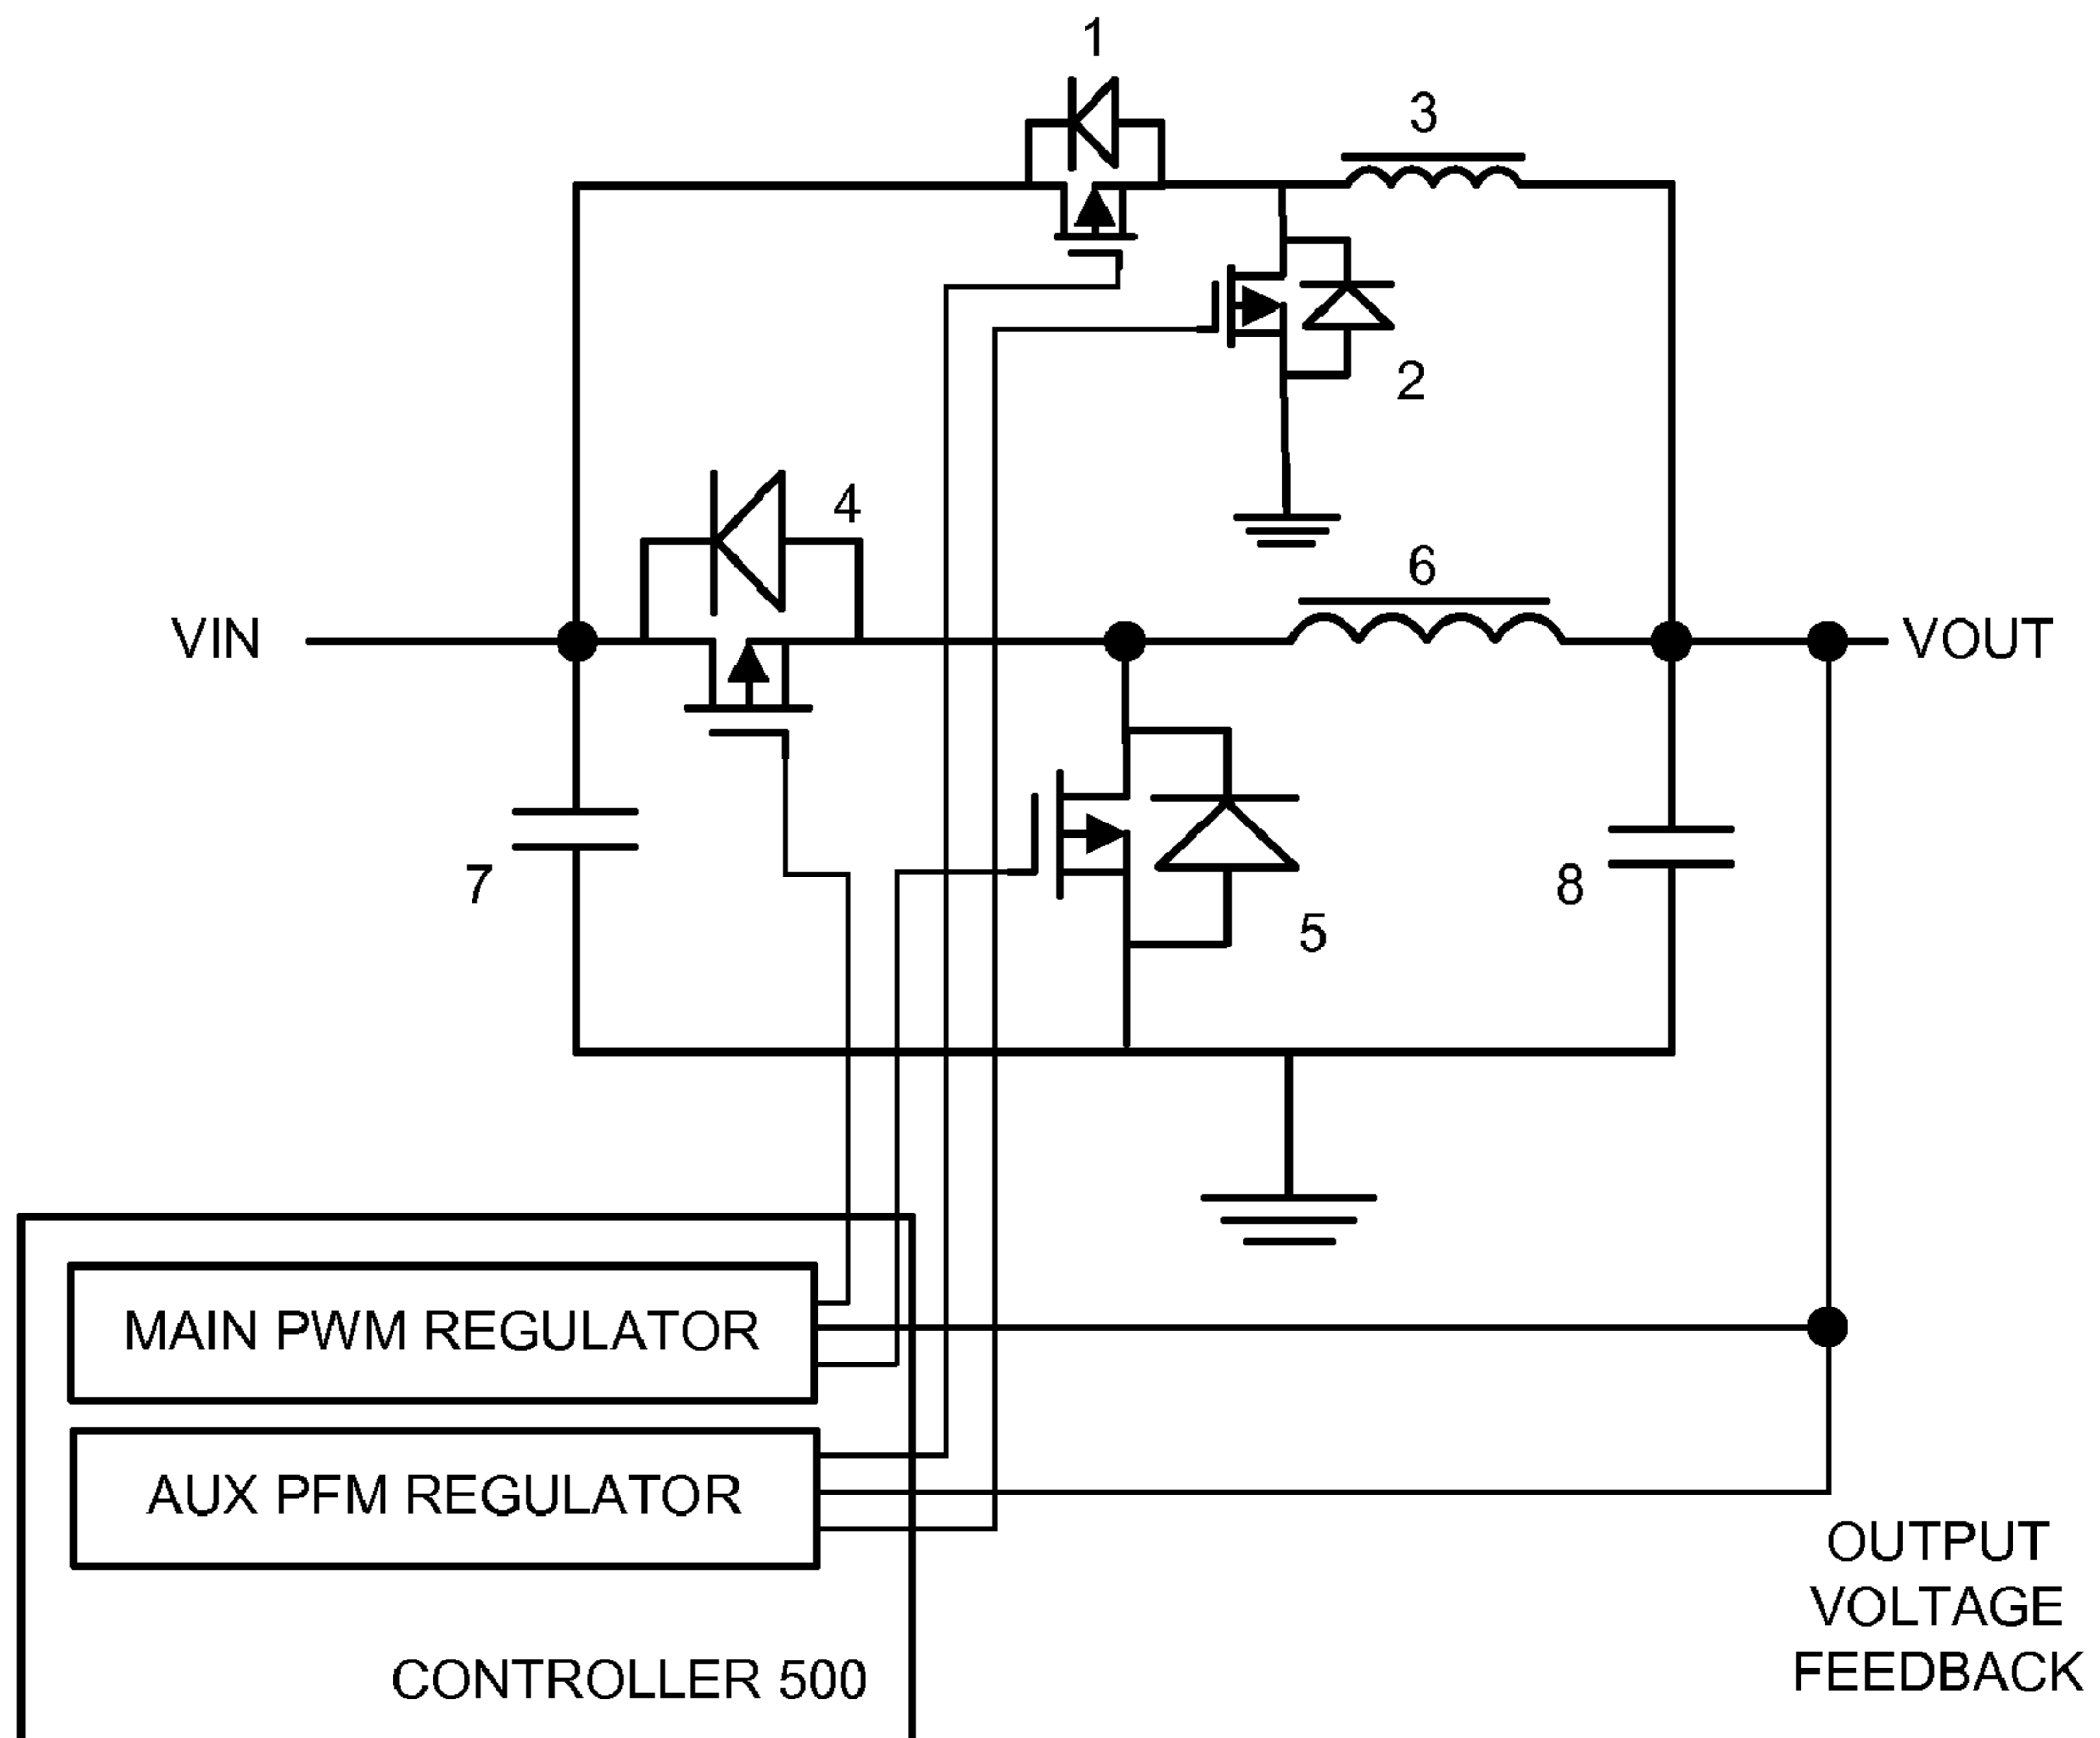 1
3
2
4
6
VIN
VOUT
7
8
5
MAIN PWM REGULATOR
AUX PFM REGULATOR
OUTPUT
VOLTAGE
FEEDBACK
CONTROLLER 500